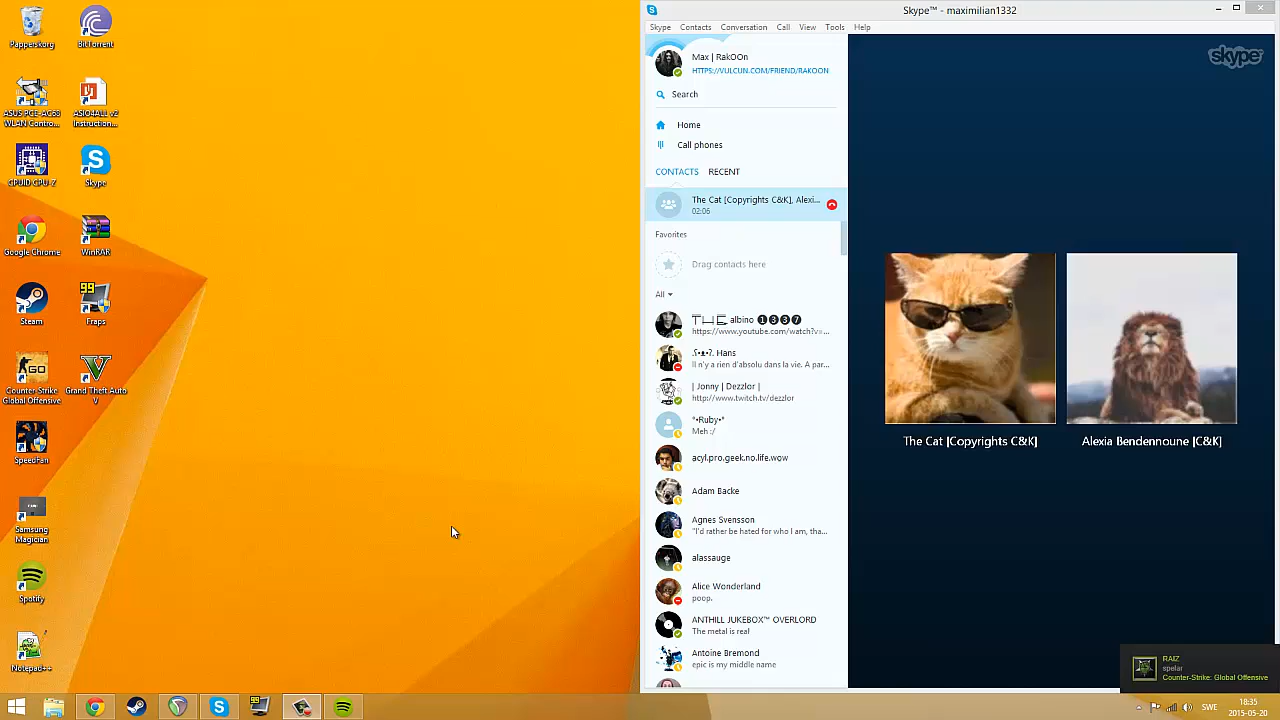 Papperskorg
BitTorrent
ASUS PCE-AC68
WLAN Contro...
ASIO4ALL v2
Instruction...
CPUID CPU-Z
Skype
Google Chrome
WinRAR
Steam
99
Fraps
GO
Counter-Strike
Global Offensive
Grand Theft Auto
V
SpeedFan
Samsung
Magician
Spotify
Notepad++
Skype™ - maximilian1332
Skype Contacts Conversation Call View Tools Help
Max | RakOOn
HTTPS://VULCUN.COM/FRIEND/RAKOON
Search
Home
Call phones
CONTACTS RECENT
The Cat [Copyrights C&K], Alexi...
02:06
Favorites
Drag contacts here
All
albino ❶❸❸❼
https://www.youtube.com/watch?v=...
.ʕ•ᴥ•ʔ. Hans
Il n'y a rien d'absolu dans la vie. A par...
| Jonny | Dezzlor |
http://www.twitch.tv/dezzlor
*•Ruby•*
Meh :/
acyl.pro.geek.no.life.wow
Adam Backe
Agnes Svensson
"I'd rather be hated for who I am, tha...
alassauge
Alice Wonderland
poop.
ANTHILL JUKEBOX™ OVERLORD
The metal is real
Antoine Bremond
epic is my middle name
skype
The Cat [Copyrights C&K]
Alexia Bendennoune [C&K]
RAIZ
spelar
Counter-Strike: Global Offensive
99
SWE
18:35
2015-05-20